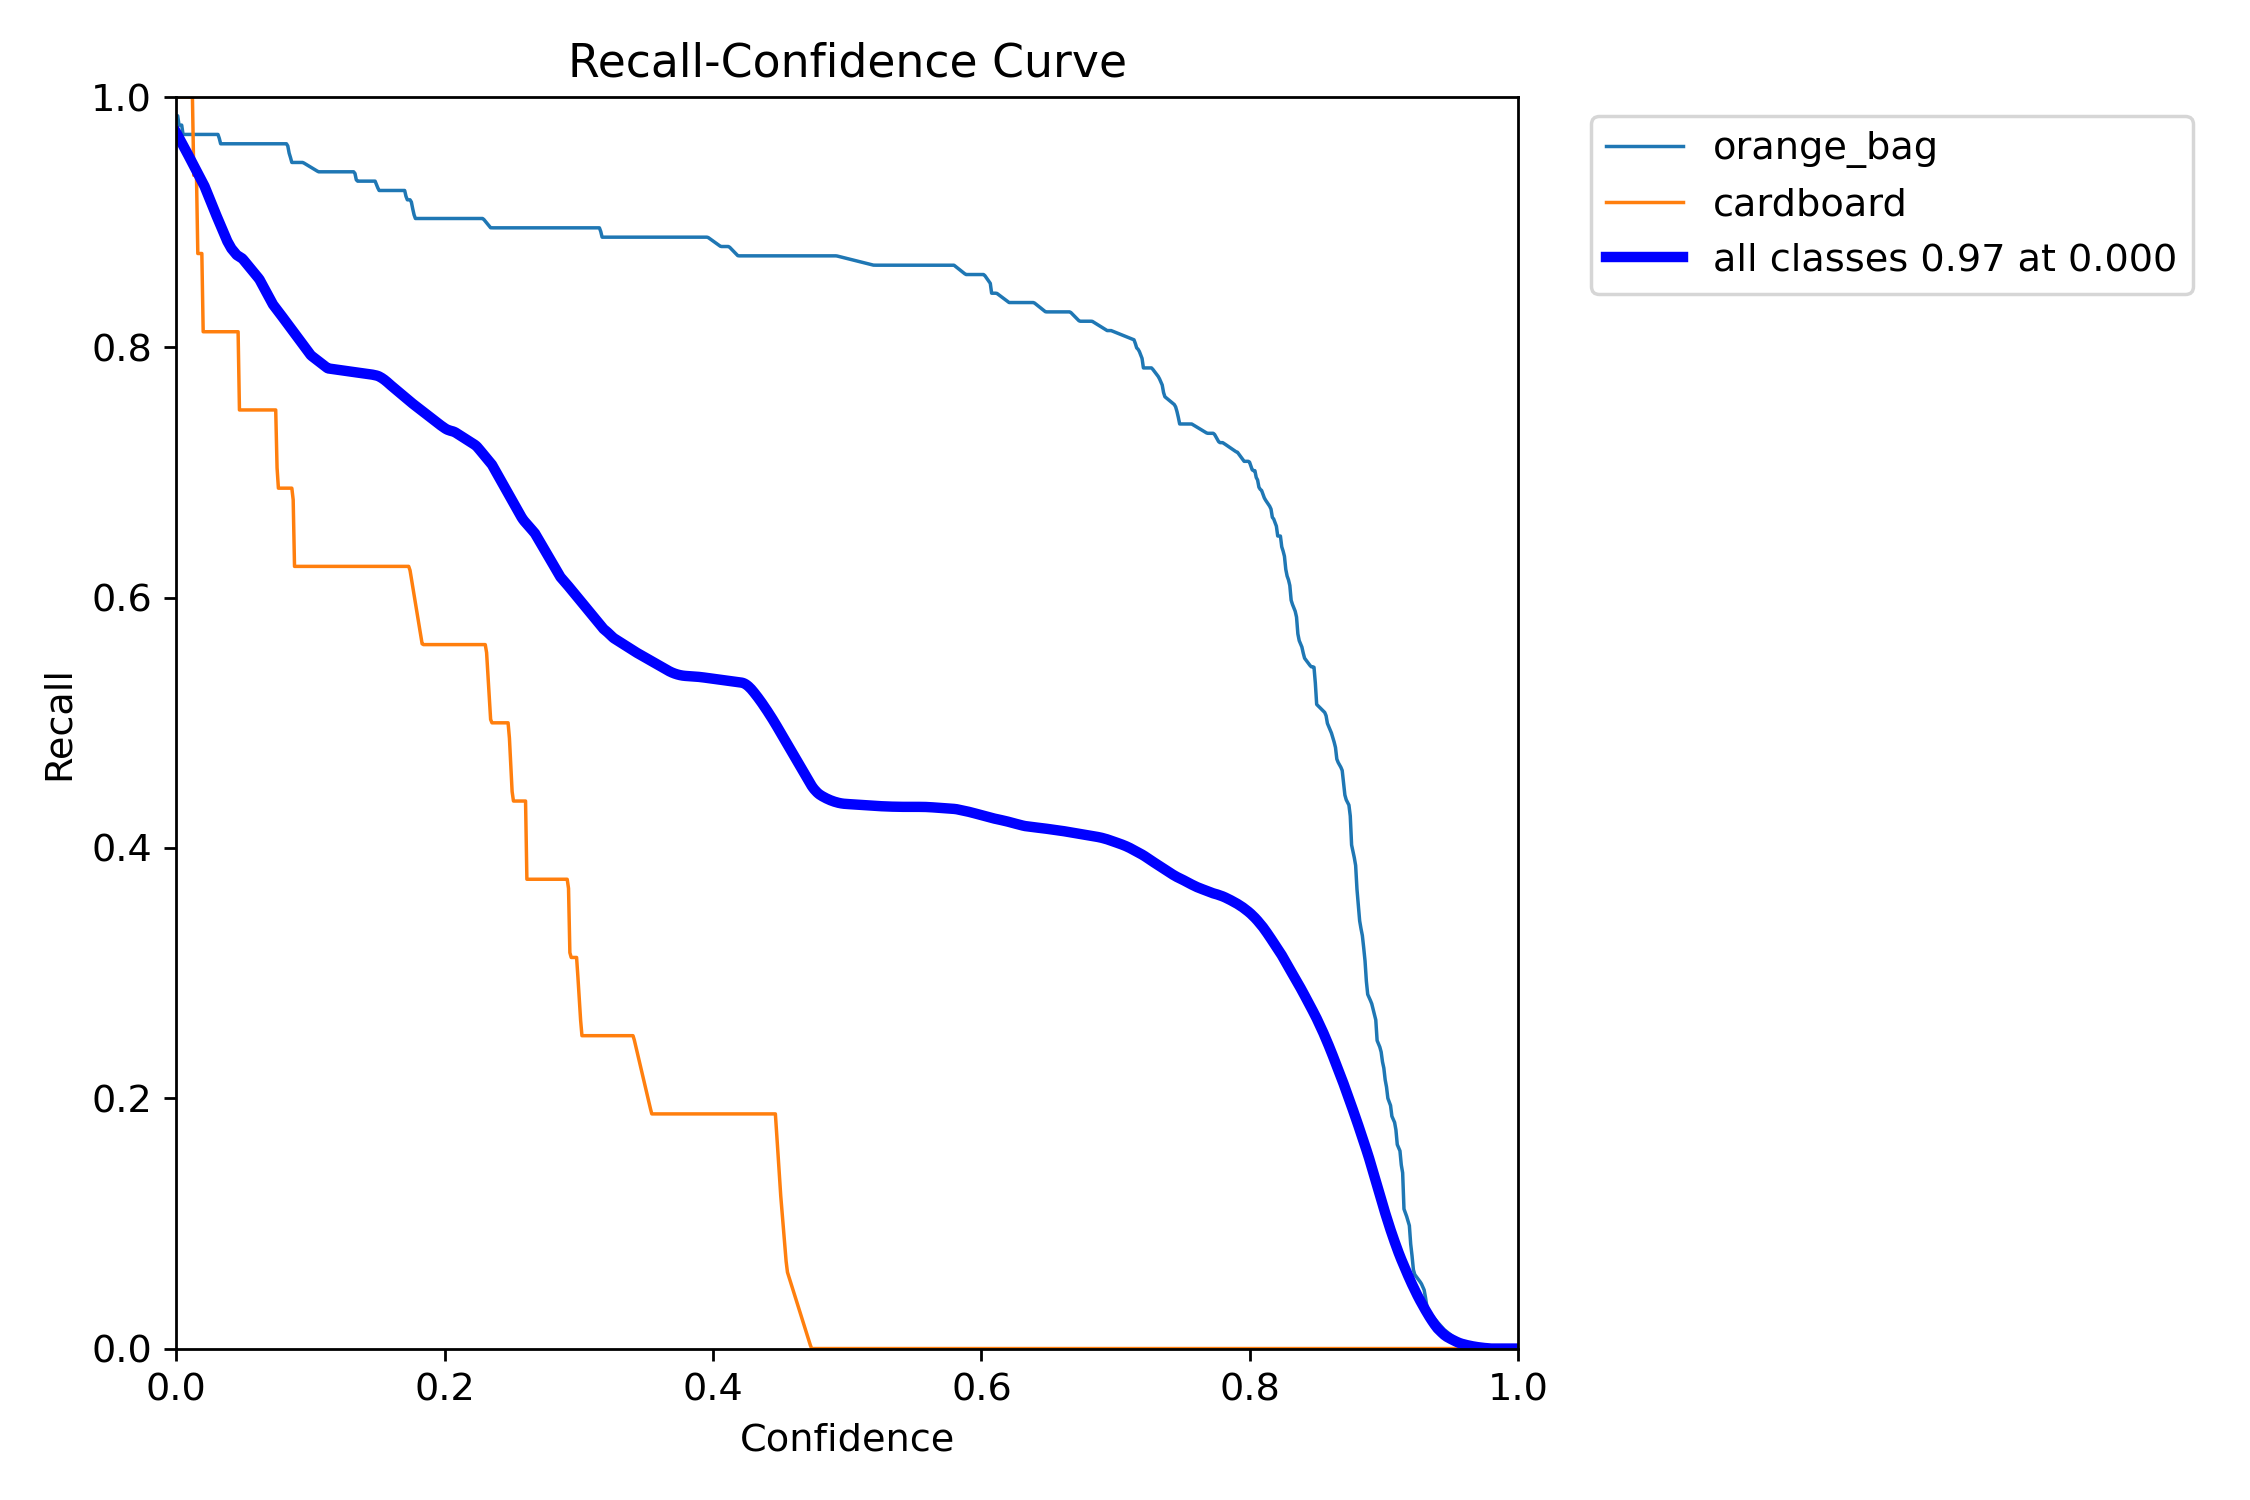 Recall-Confidence Curve
1.0
0.8
0.6
0.4
0.2
0.0
Recall
0.0 0.2 0.4 0.6 0.8 1.0
Confidence
orange_bag
cardboard
all classes 0.97 at 0.000